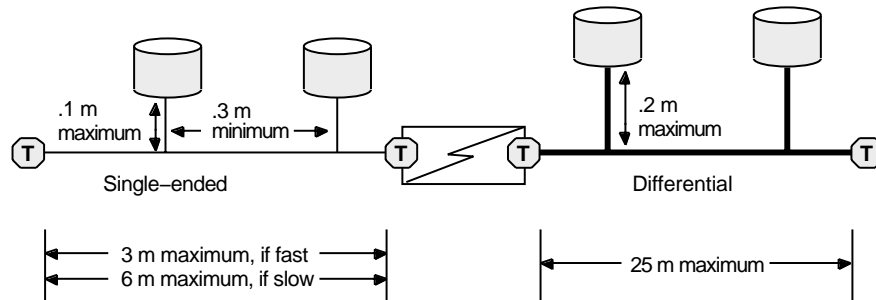 .1 m
maximum
.3 m
minimum
.2 m
maximum
T
T
T
T
Single–ended
Differential
3 m maximum, if fast
6 m maximum, if slow
25 m maximum